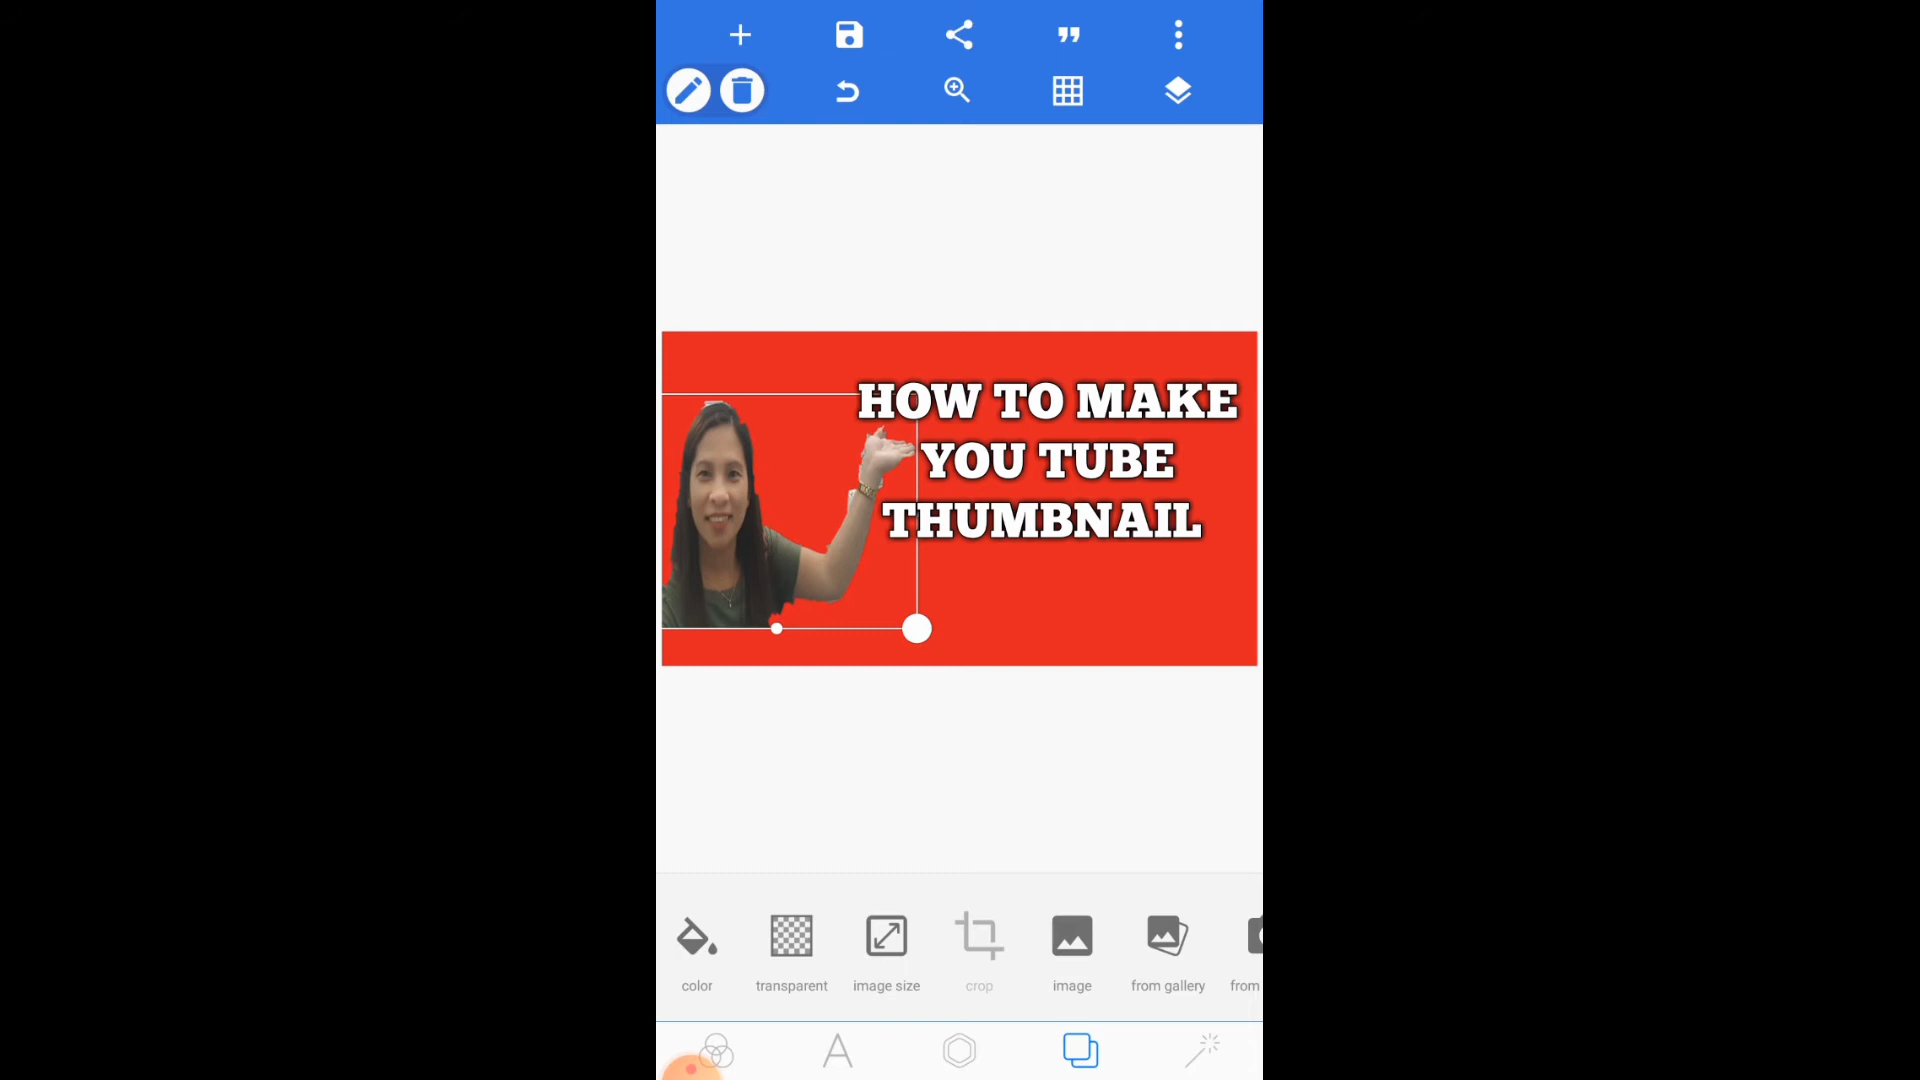 HOW TO MAKE
YOU TUBE
THUMBNAIL
color
transparent
image size
crop
image
from gallery
from